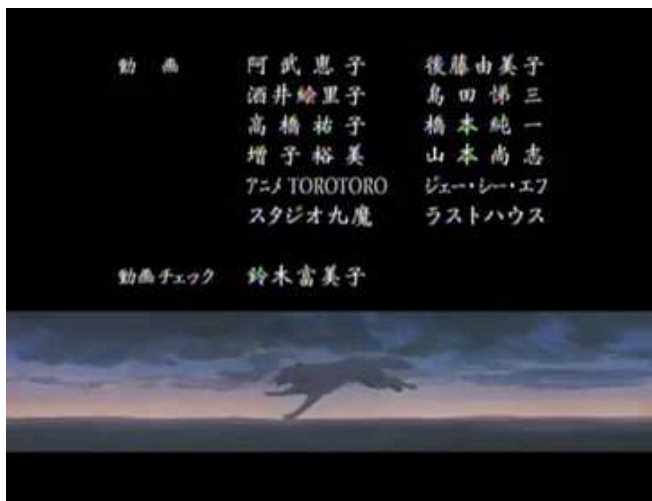 動画 阿武恵子 後藤由美子
酒井絵里子 島田悌三
高橋祐子 橋本純一
増子裕美 山本尚志
アニメTOROTORO ジェー・シー・エフ
スタジオ九魔 ラストハウス
動画チェック 鈴木富美子